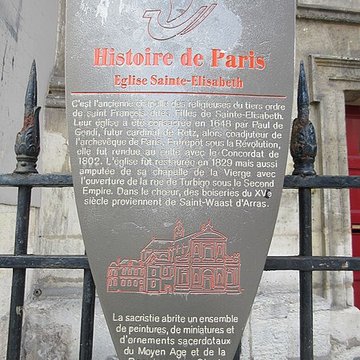 Histoire de Paris
Eglise Sainte-Elisabeth
C'est l'ancienne chapelle des religieuses du tiers ordre
de saint François, dites Filles de Sainte-Elisabeth.
Leur église a été consacrée en 1646 par Paul de
Gondi, futur cardinal de Retz, alors coadjuteur de
l'archevêque de Paris. Entrepôt sous la Révolution,
elle fut rendue au culte avec le Concordat de
1802. L'église fut restaurée en 1829 mais aussi
amputée de sa chapelle de la Vierge avec
l'ouverture de la rue de Turbigo sous le Second
Empire. Dans le chœur, des boiseries du XVe
siècle proviennent de Saint-Waast d'Arras.
La sacristie abrite un ensemble
de peintures, de miniatures et
d'ornements sacerdotaux
du Moyen Age et de la